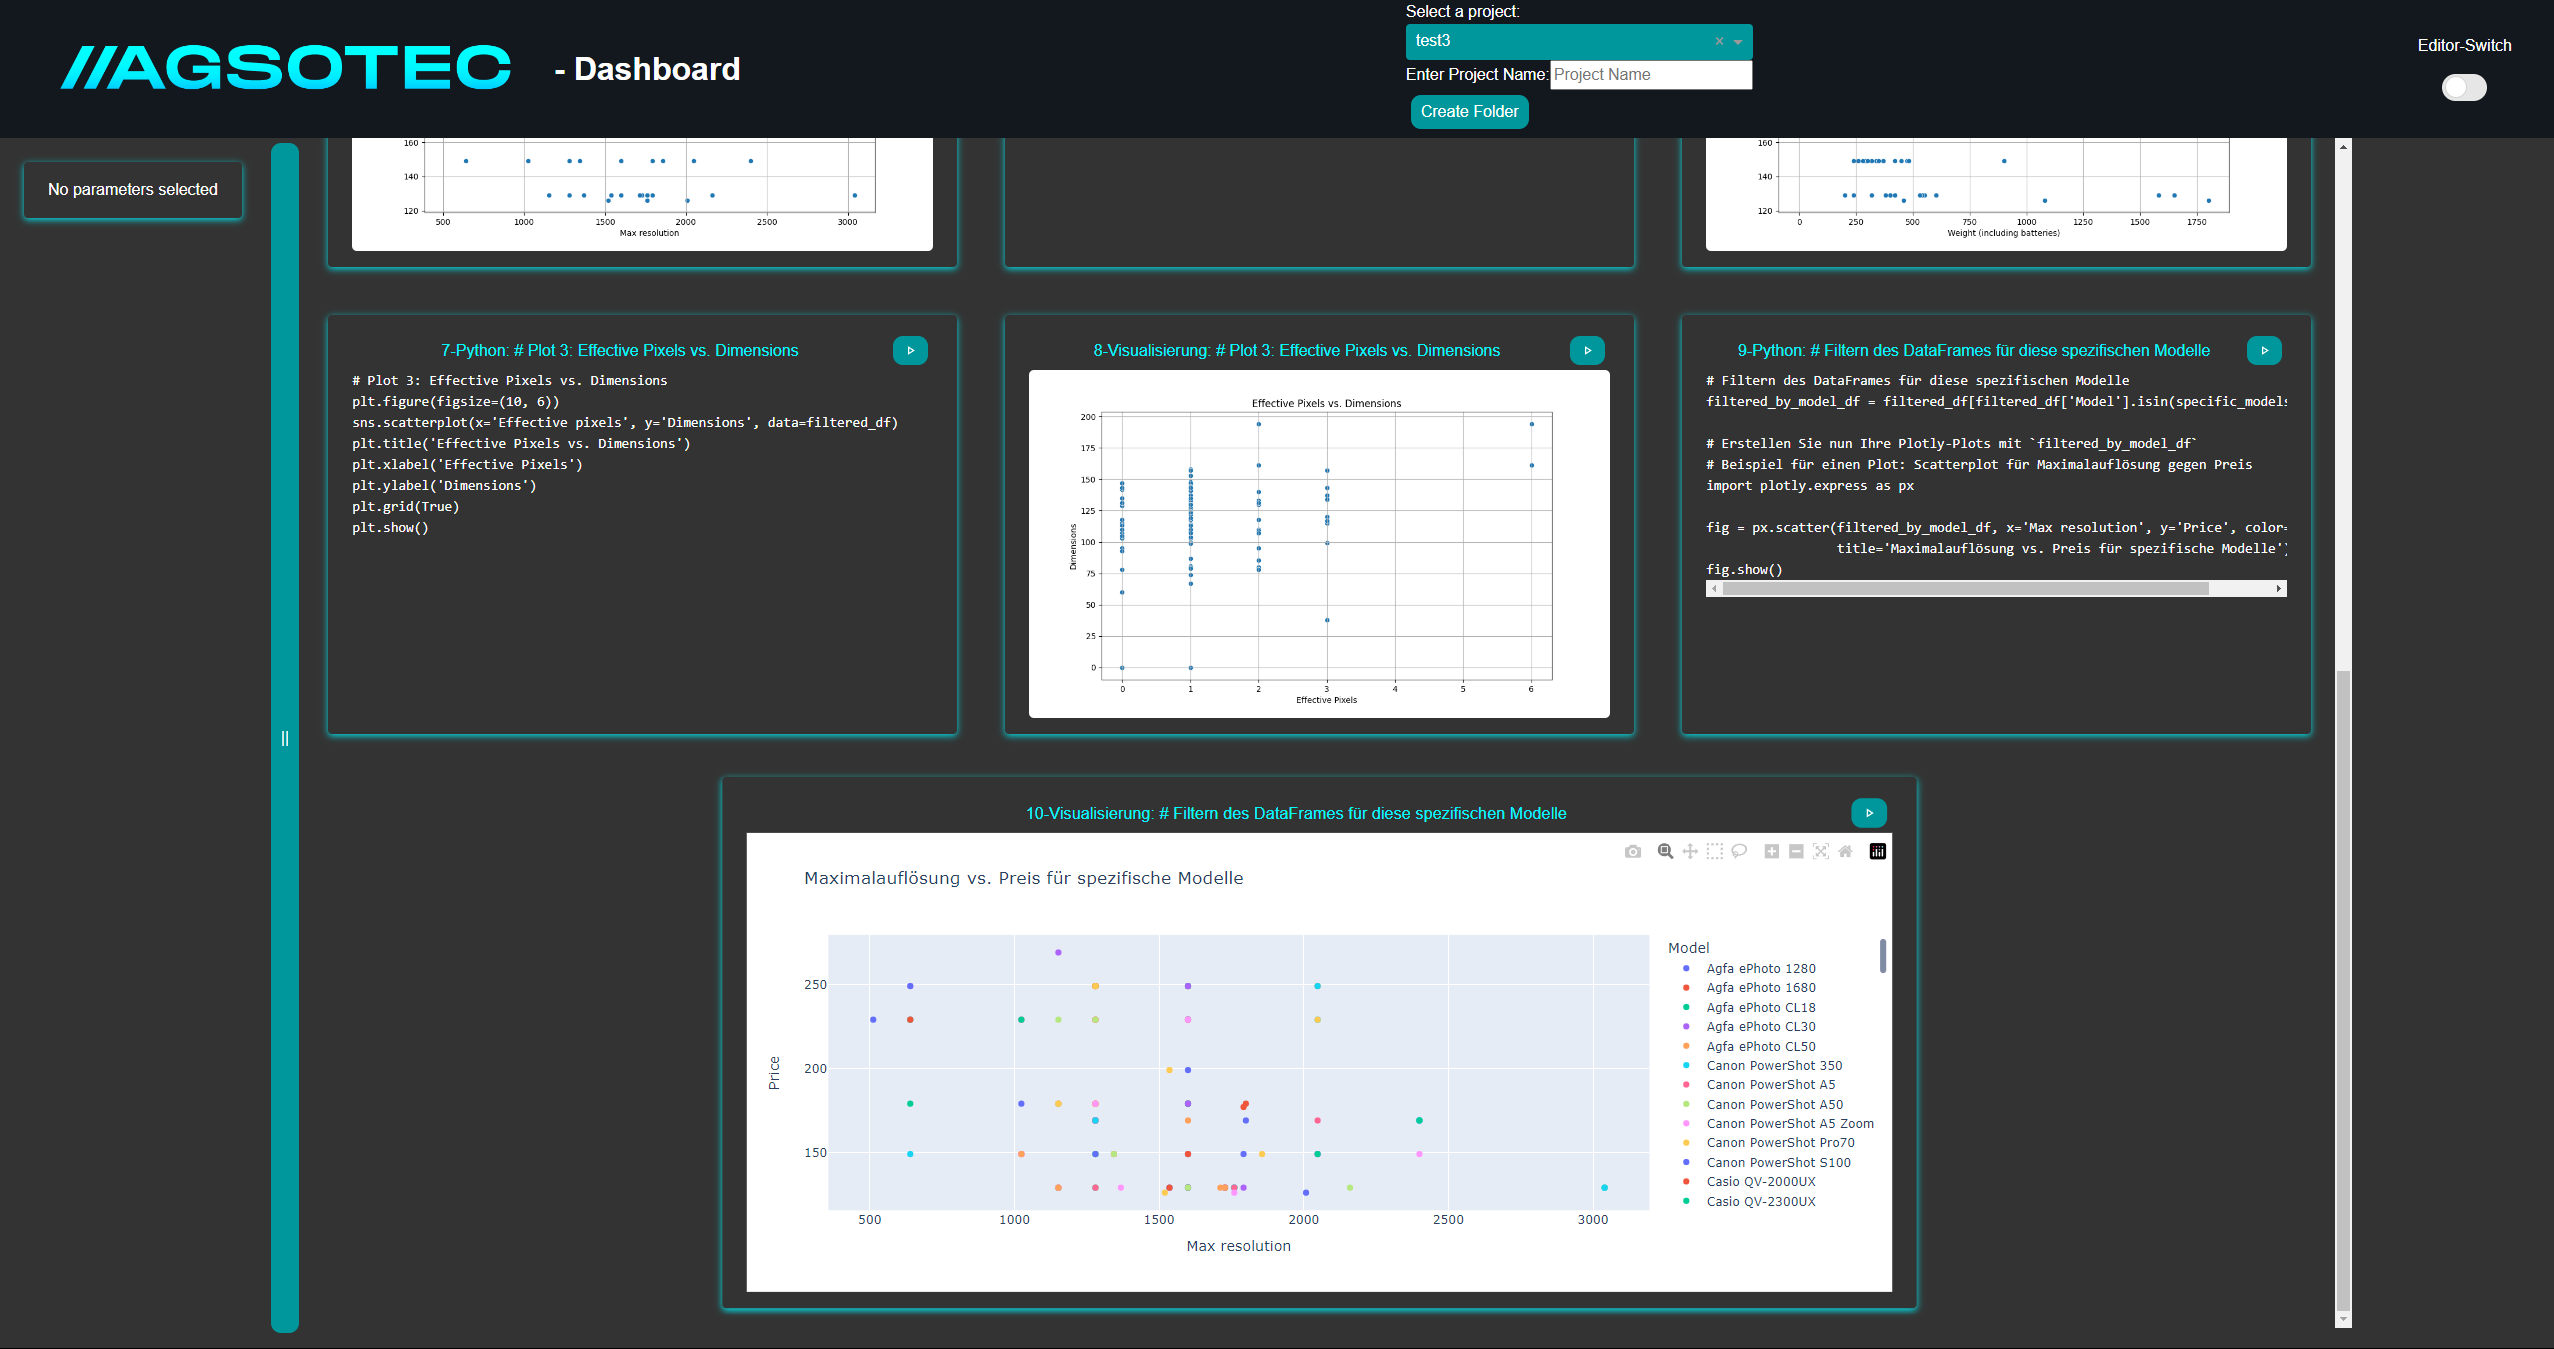 //AGSOTEC - Dashboard
Select a project:
test3
Enter Project Name: Project Name
Create Folder
Editor-Switch
No parameters selected
160
140
120
500 1000 1500 2000 2500 3000
Max resolution
160
140
120
0 250 500 750 1000 1250 1500 1750
Weight (including batteries)
7-Python: # Plot 3: Effective Pixels vs. Dimensions
# Plot 3: Effective Pixels vs. Dimensions
plt.figure(figsize=(10, 6))
sns.scatterplot(x='Effective pixels', y='Dimensions', data=filtered_df)
plt.title('Effective Pixels vs. Dimensions')
plt.xlabel('Effective Pixels')
plt.ylabel('Dimensions')
plt.grid(True)
plt.show()
8-Visualisierung: # Plot 3: Effective Pixels vs. Dimensions
Effective Pixels vs. Dimensions
200
175
150
125
100
75
50
25
0
Dimensions
0 1 2 3 4 5 6
Effective Pixels
9-Python: # Filtern des DataFrames für diese spezifischen Modelle
# Filtern des DataFrames für diese spezifischen Modelle
filtered_by_model_df = filtered_df[filtered_df['Model'].isin(specific_models
# Erstellen Sie nun Ihre Plotly-Plots mit `filtered_by_model_df`
# Beispiel für einen Plot: Scatterplot für Maximalauflösung gegen Preis
import plotly.express as px
fig = px.scatter(filtered_by_model_df, x='Max resolution', y='Price', color=
title='Maximalauflösung vs. Preis für spezifische Modelle')
fig.show()
10-Visualisierung: # Filtern des DataFrames für diese spezifischen Modelle
Maximalauflösung vs. Preis für spezifische Modelle
250
200
150
Price
500 1000 1500 2000 2500 3000
Max resolution
Model
Agfa ePhoto 1280
Agfa ePhoto 1680
Agfa ePhoto CL18
Agfa ePhoto CL30
Agfa ePhoto CL50
Canon PowerShot 350
Canon PowerShot A5
Canon PowerShot A50
Canon PowerShot A5 Zoom
Canon PowerShot Pro70
Canon PowerShot S100
Casio QV-2000UX
Casio QV-2300UX